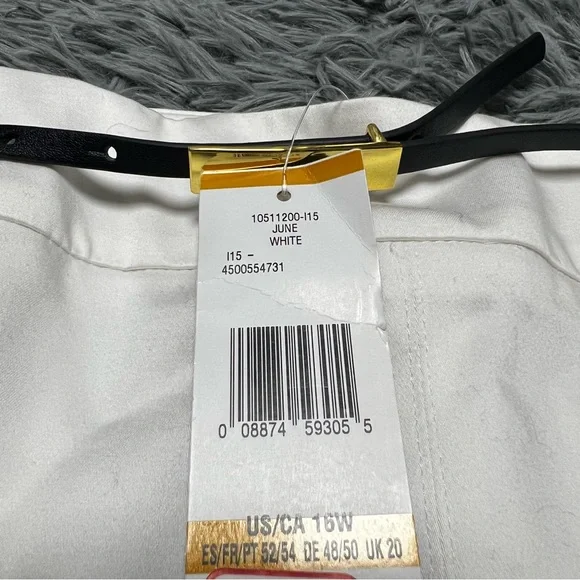 10511200-I15
JUNE
WHITE
I15 -
4500554731
0 08874 59305 5
US/CA 16W
ES/FR/PT 52/54 DE 48/50 UK 20